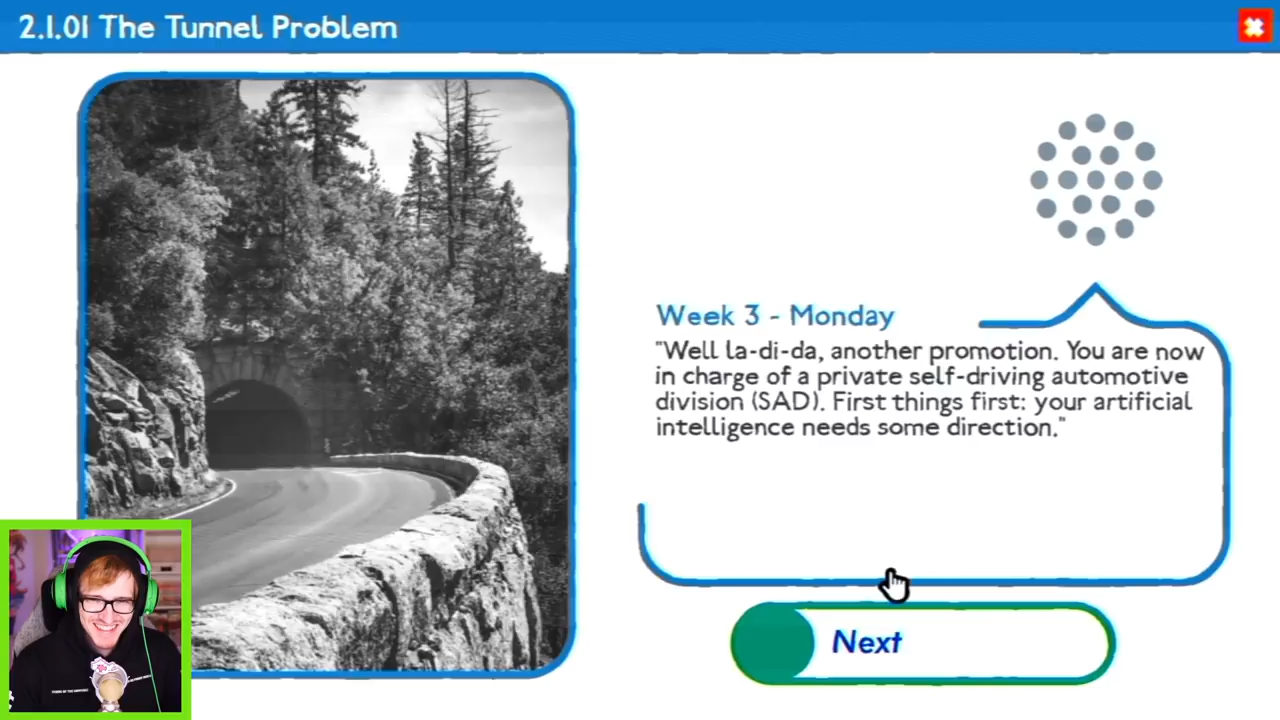 2.1.01 The Tunnel Problem
Week 3 - Monday
"Well la-di-da, another promotion. You are now
in charge of a private self-driving automotive
division (SAD). First things first: your artificial
intelligence needs some direction."
Next